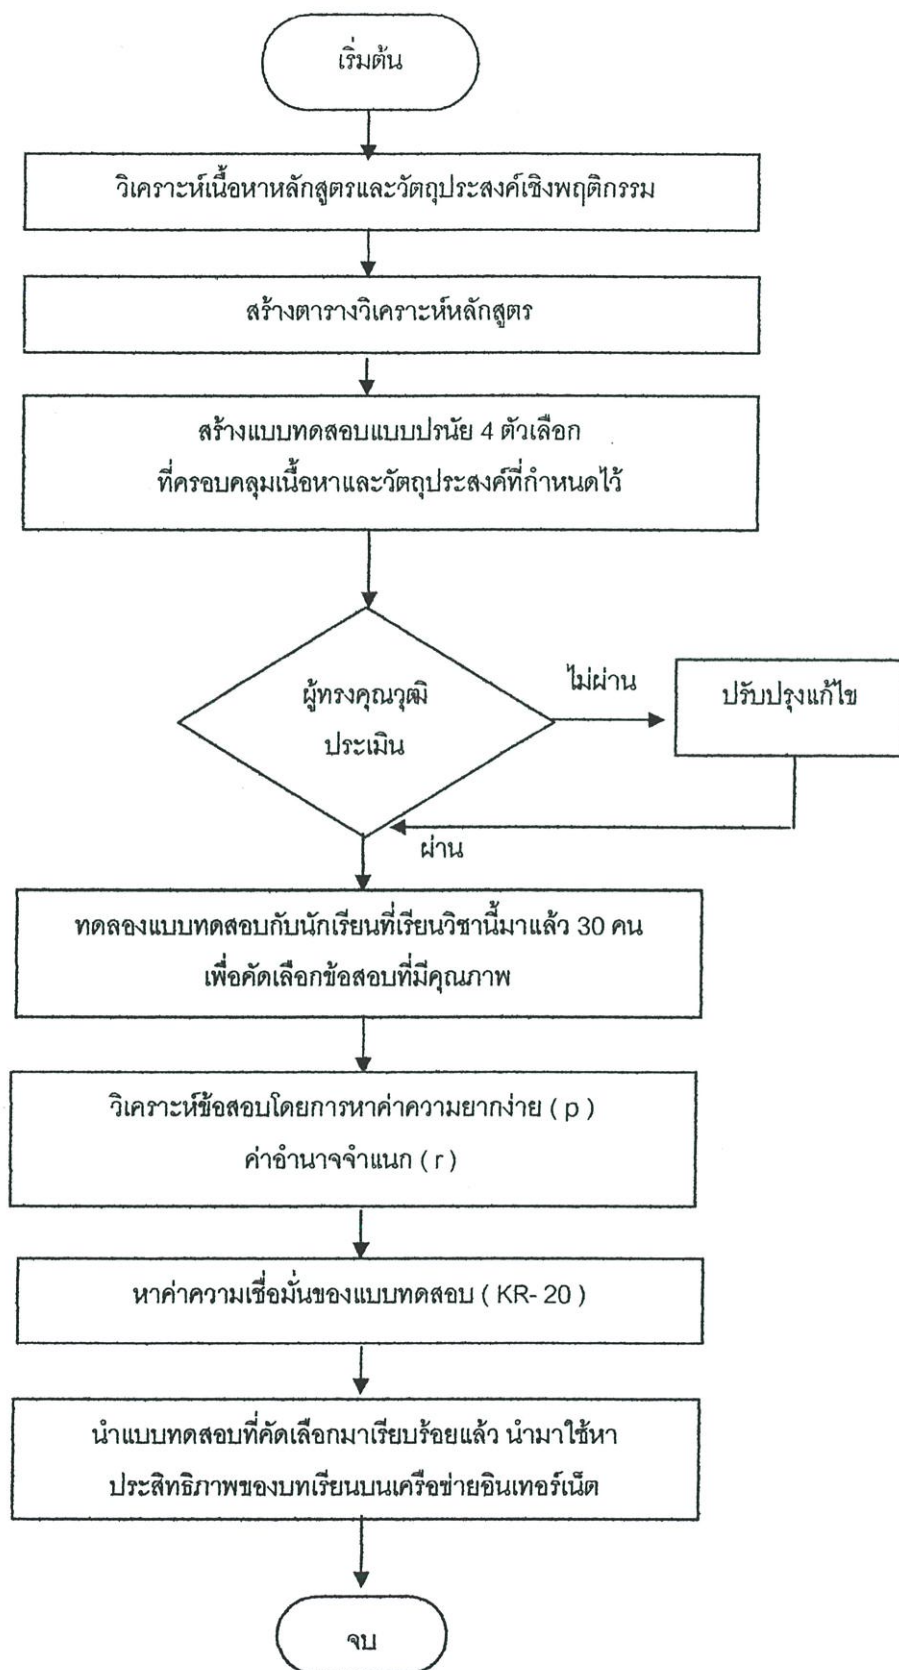 เริ่มต้น
วิเคราะห์เนื้อหาหลักสูตรและวัตถุประสงค์เชิงพฤติกรรม
สร้างตารางวิเคราะห์หลักสูตร
สร้างแบบทดสอบแบบปรนัย 4 ตัวเลือก
ที่ครอบคลุมเนื้อหาและวัตถุประสงค์ที่กำหนดไว้
ผู้ทรงคุณวุฒิ
ประเมิน
ไม่ผ่าน
ปรับปรุงแก้ไข
ผ่าน
ทดลองแบบทดสอบกับนักเรียนที่เรียนวิชานี้มาแล้ว 30 คน
เพื่อคัดเลือกข้อสอบที่มีคุณภาพ
วิเคราะห์ข้อสอบโดยการหาค่าความยากง่าย ( p )
ค่าอำนาจจำแนก ( r )
หาค่าความเชื่อมั่นของแบบทดสอบ ( KR- 20 )
นำแบบทดสอบที่คัดเลือกมาเรียบร้อยแล้ว นำมาใช้หา
ประสิทธิภาพของบทเรียนบนเครือข่ายอินเทอร์เน็ต
จบ